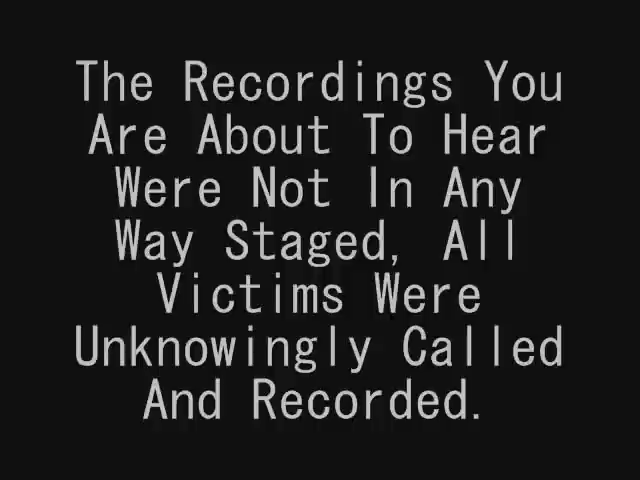 The Recordings You
Are About To Hear
Were Not In Any
Way Staged, All
Victims Were
Unknowingly Called
And Recorded.